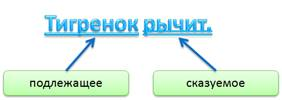 Тигренок рычит.
подлежащее сказуемое